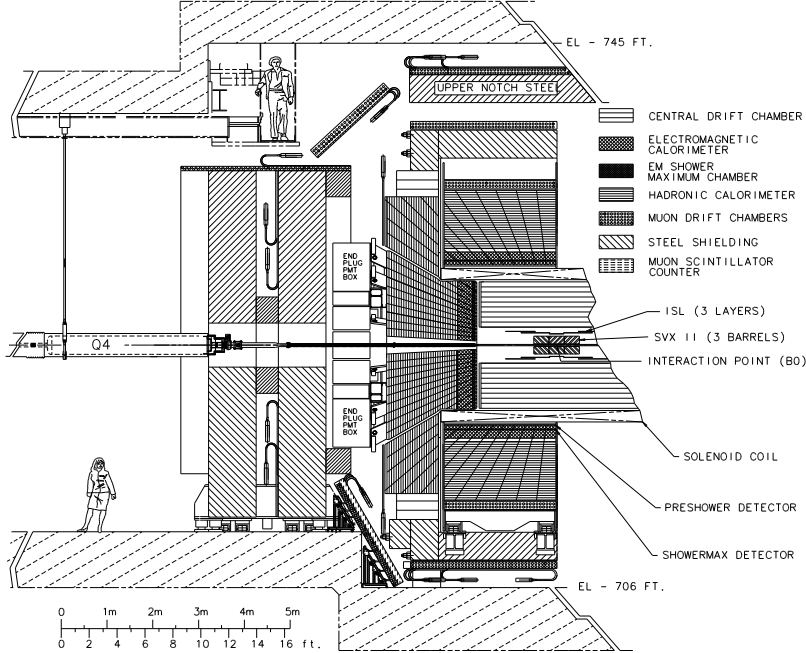 EL - 745 FT.
UPPER NOTCH STEEL
CENTRAL DRIFT CHAMBER
ELECTROMAGNETIC
CALORIMETER
EM SHOWER
MAXIMUM CHAMBER
HADRONIC CALORIMETER
MUON DRIFT CHAMBERS
STEEL SHIELDING
MUON SCINTILLATOR
COUNTER
END
PLUG
PMT
BOX
ISL (3 LAYERS)
SVX II (3 BARRELS)
INTERACTION POINT (BO)
Q4
END
PLUG
PMT
BOX
SOLENOID COIL
PRESHOWER DETECTOR
SHOWERMAX DETECTOR
EL - 706 FT.
0 1m 2m 3m 4m 5m
0 2 4 6 8 10 12 14 16 ft.